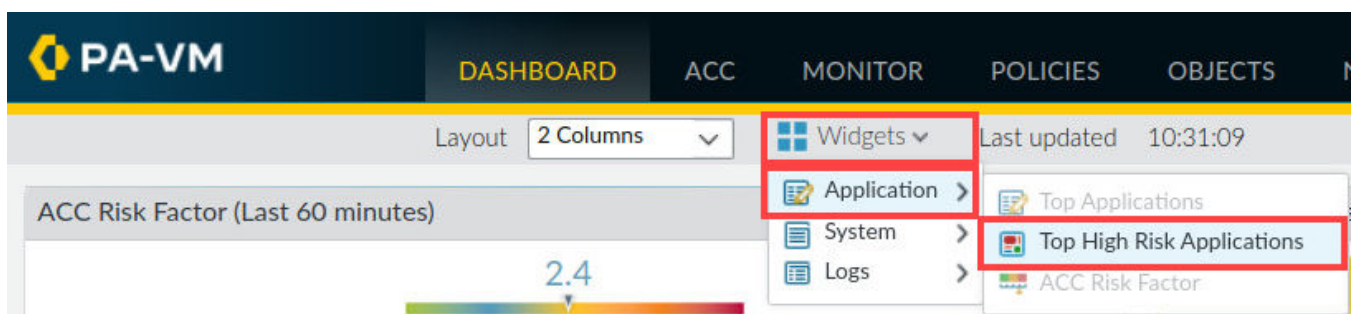 PA-VM
DASHBOARD ACC MONITOR POLICIES OBJECTS
Layout 2 Columns Widgets Last updated 10:31:09
ACC Risk Factor (Last 60 minutes)
Application
System
Logs
Top Applications
Top High Risk Applications
ACC Risk Factor
2.4